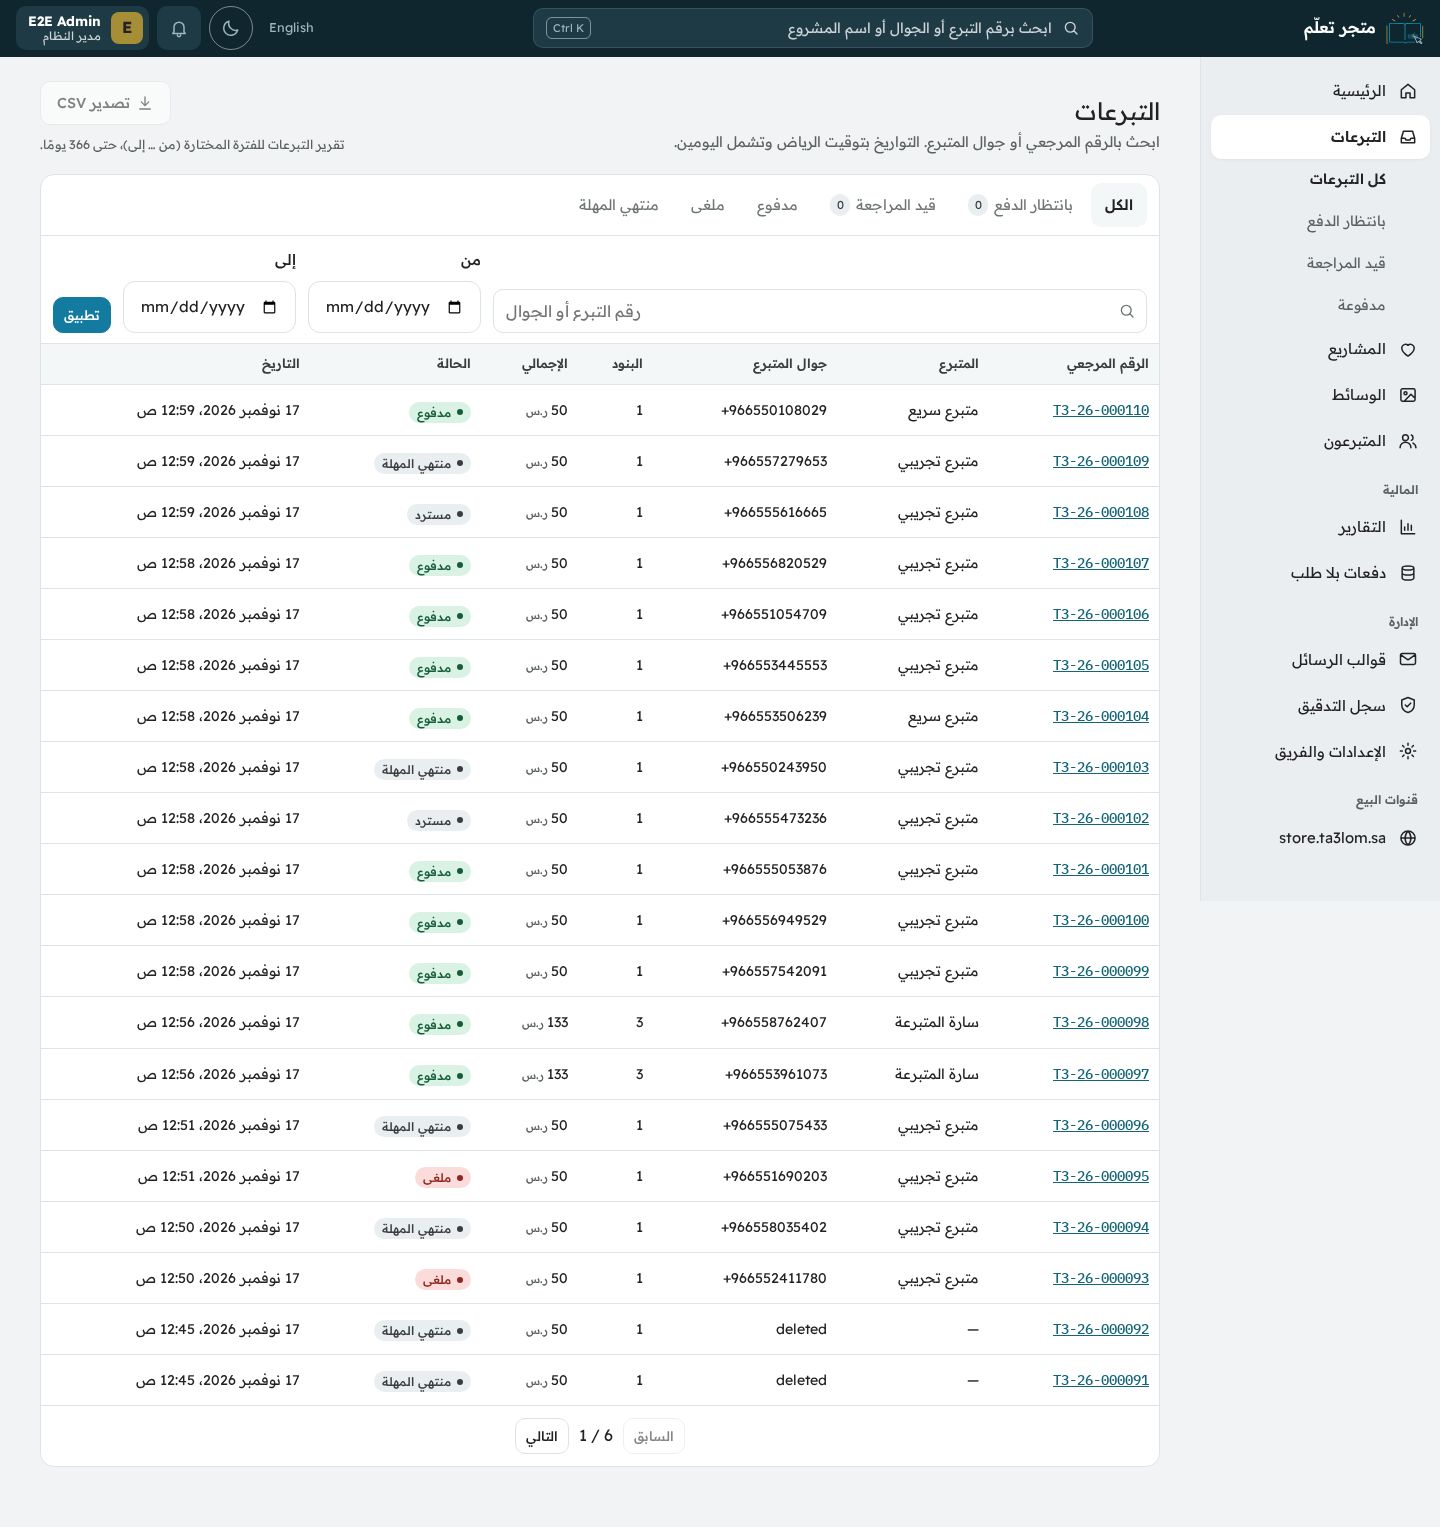 متجر تعلّم
ابحث برقم التبرع أو الجوال أو اسم المشروع
Ctrl K
English
E2E Admin
مدير النظام
E
الرئيسية
التبرعات
كل التبرعات
بانتظار الدفع
قيد المراجعة
مدفوعة
المشاريع
الوسائط
المتبرعون
المالية
التقارير
دفعات بلا طلب
الإدارة
قوالب الرسائل
سجل التدقيق
الإعدادات والفريق
قنوات البيع
store.ta3lom.sa
التبرعات
ابحث بالرقم المرجعي أو جوال المتبرع. التواريخ بتوقيت الرياض وتشمل اليومين.
تصدير CSV
تقرير التبرعات للفترة المختارة (من … إلى)، حتى 366 يومًا.
الكل بانتظار الدفع 0 قيد المراجعة 0 مدفوع ملغى منتهي المهلة
من إلى
رقم التبرع أو الجوال mm/dd/yyyy mm/dd/yyyy تطبيق
الرقم المرجعي المتبرع جوال المتبرع البنود الإجمالي الحالة التاريخ
T3-26-000110 متبرع سريع +966550108029 1 50 ر.س مدفوع 17 نوفمبر 2026، 12:59 ص
T3-26-000109 متبرع تجريبي +966557279653 1 50 ر.س منتهي المهلة 17 نوفمبر 2026، 12:59 ص
T3-26-000108 متبرع تجريبي +966555616665 1 50 ر.س مسترد 17 نوفمبر 2026، 12:59 ص
T3-26-000107 متبرع تجريبي +966556820529 1 50 ر.س مدفوع 17 نوفمبر 2026، 12:58 ص
T3-26-000106 متبرع تجريبي +966551054709 1 50 ر.س مدفوع 17 نوفمبر 2026، 12:58 ص
T3-26-000105 متبرع تجريبي +966553445553 1 50 ر.س مدفوع 17 نوفمبر 2026، 12:58 ص
T3-26-000104 متبرع سريع +966553506239 1 50 ر.س مدفوع 17 نوفمبر 2026، 12:58 ص
T3-26-000103 متبرع تجريبي +966550243950 1 50 ر.س منتهي المهلة 17 نوفمبر 2026، 12:58 ص
T3-26-000102 متبرع تجريبي +966555473236 1 50 ر.س مسترد 17 نوفمبر 2026، 12:58 ص
T3-26-000101 متبرع تجريبي +966555053876 1 50 ر.س مدفوع 17 نوفمبر 2026، 12:58 ص
T3-26-000100 متبرع تجريبي +966556949529 1 50 ر.س مدفوع 17 نوفمبر 2026، 12:58 ص
T3-26-000099 متبرع تجريبي +966557542091 1 50 ر.س مدفوع 17 نوفمبر 2026، 12:58 ص
T3-26-000098 سارة المتبرعة +966558762407 3 133 ر.س مدفوع 17 نوفمبر 2026، 12:56 ص
T3-26-000097 سارة المتبرعة +966553961073 3 133 ر.س مدفوع 17 نوفمبر 2026، 12:56 ص
T3-26-000096 متبرع تجريبي +966555075433 1 50 ر.س منتهي المهلة 17 نوفمبر 2026، 12:51 ص
T3-26-000095 متبرع تجريبي +966551690203 1 50 ر.س ملغى 17 نوفمبر 2026، 12:51 ص
T3-26-000094 متبرع تجريبي +966558035402 1 50 ر.س منتهي المهلة 17 نوفمبر 2026، 12:50 ص
T3-26-000093 متبرع تجريبي +966552411780 1 50 ر.س ملغى 17 نوفمبر 2026، 12:50 ص
T3-26-000092 — deleted 1 50 ر.س منتهي المهلة 17 نوفمبر 2026، 12:45 ص
T3-26-000091 — deleted 1 50 ر.س منتهي المهلة 17 نوفمبر 2026، 12:45 ص
السابق 1 / 6 التالي